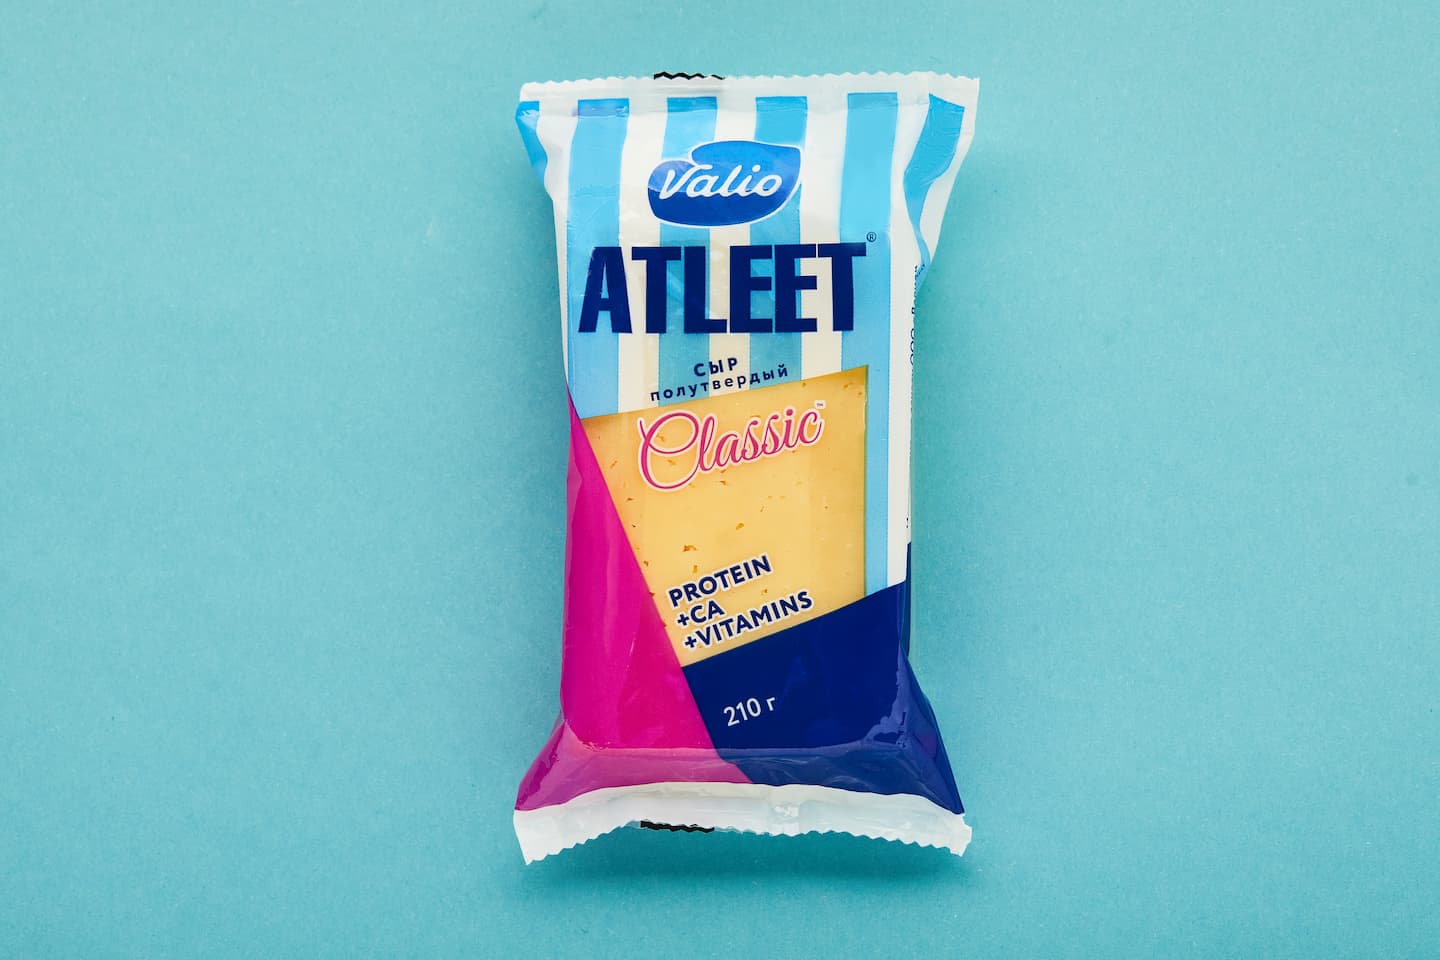 Valio
ATLEET®
СЫР
полутвердый
Classic™
PROTEIN
+CA
+VITAMINS
210 г